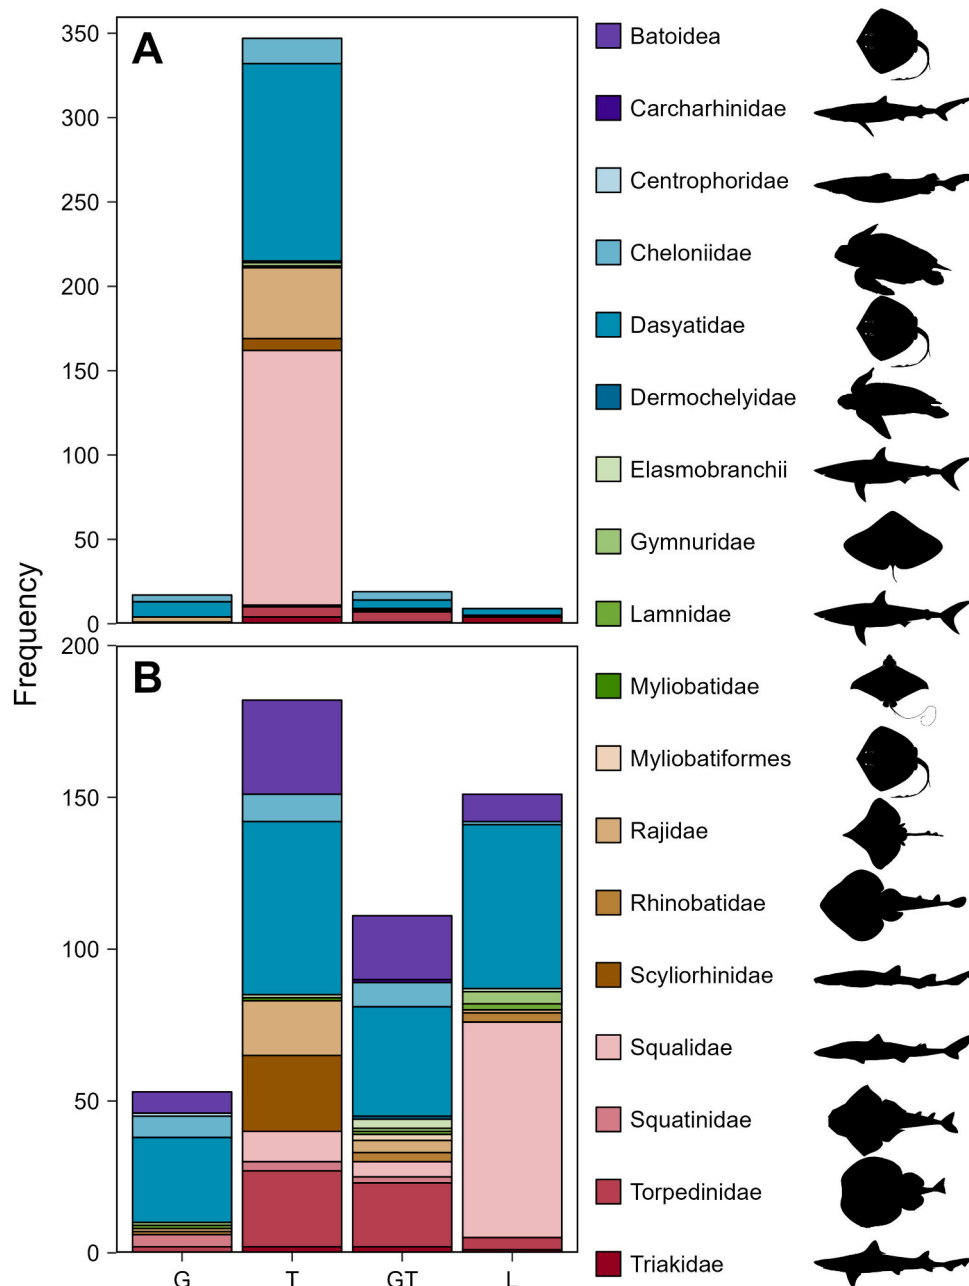 A
350
300
250
200
150
100
50
0
B
200
150
100
50
0
Frequency
G T GT L
Batoidea
Carcharhinidae
Centrophoridae
Cheloniidae
Dasyatidae
Dermochelyidae
Elasmobranchii
Gymnuridae
Lamnidae
Myliobatidae
Myliobatiformes
Rajidae
Rhinobatidae
Scyliorhinidae
Squalidae
Squatinidae
Torpedinidae
Triakidae